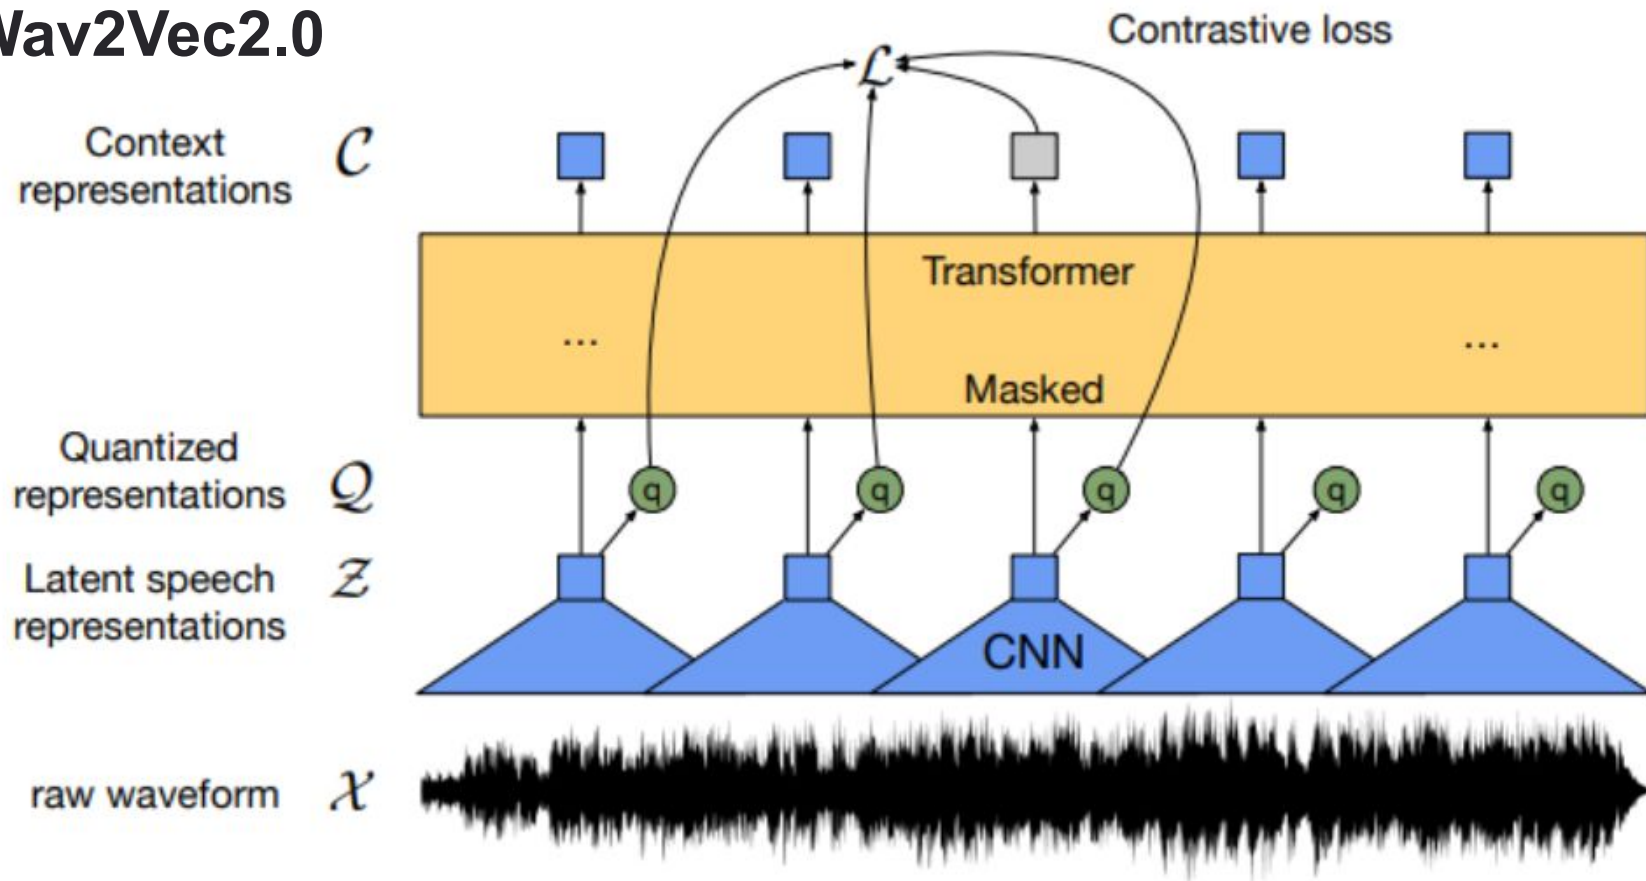 Wav2Vec2.0
Contrastive loss
ℒ
Context
representations
𝒞
Transformer
...
...
Masked
Quantized
representations
𝒬
q
q
q
q
q
Latent speech
representations
𝒵
CNN
raw waveform
𝒳